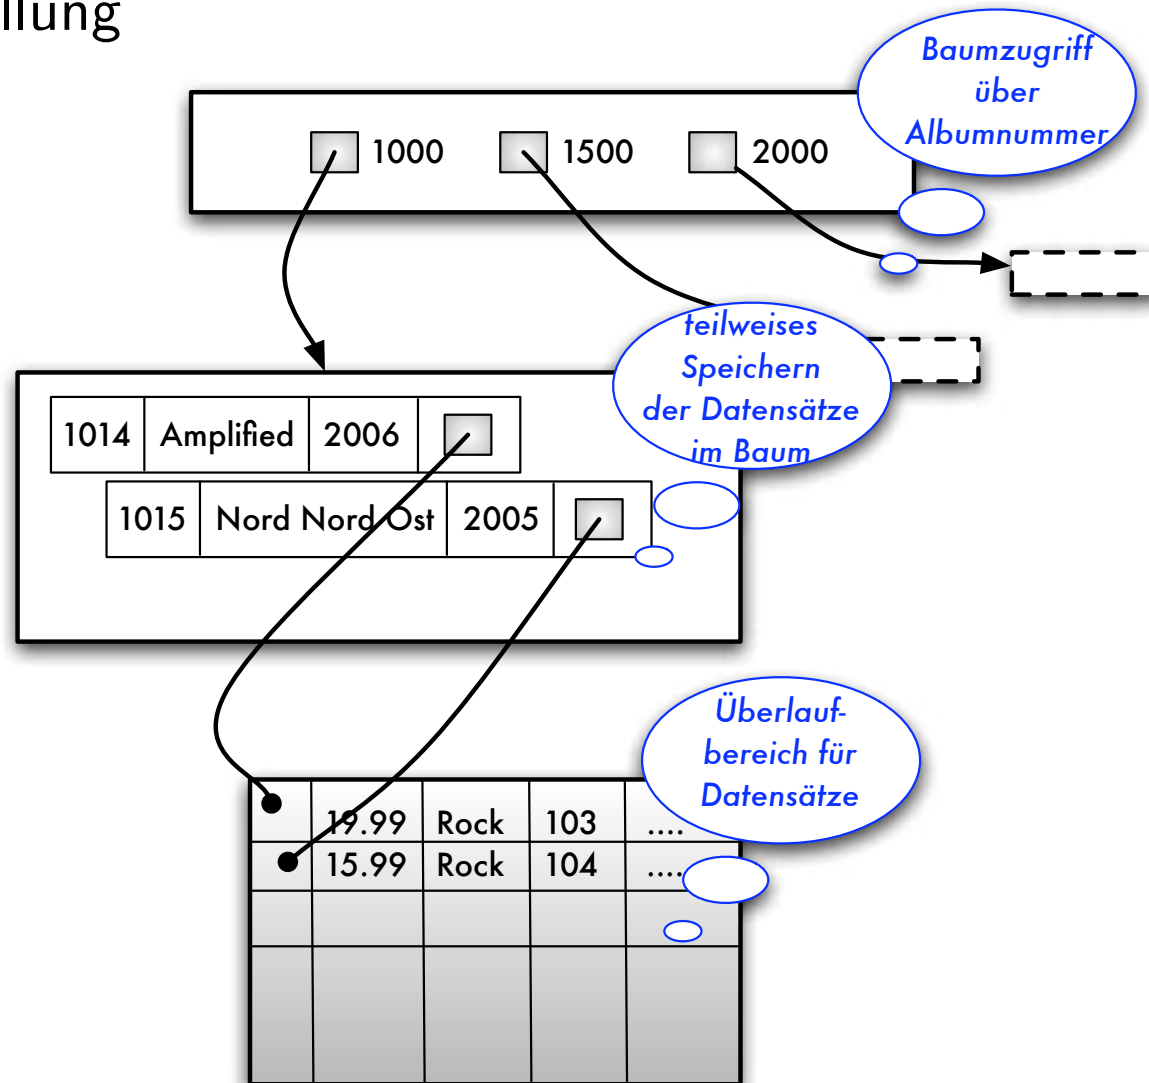 llung
Baumzugriff
über
Albumnummer
1000 1500 2000
teilweises
Speichern
der Datensätze
im Baum
1014 Amplified 2006
1015 Nord Nord Ost 2005
Überlauf-
bereich für
Datensätze
19.99 Rock 103 ....
15.99 Rock 104 ....